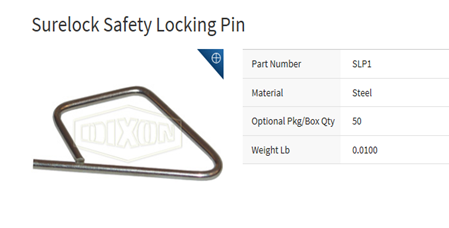 Surelock Safety Locking Pin
DIXON
Part Number SLP1
Material Steel
Optional Pkg/Box Qty 50
Weight Lb 0.0100